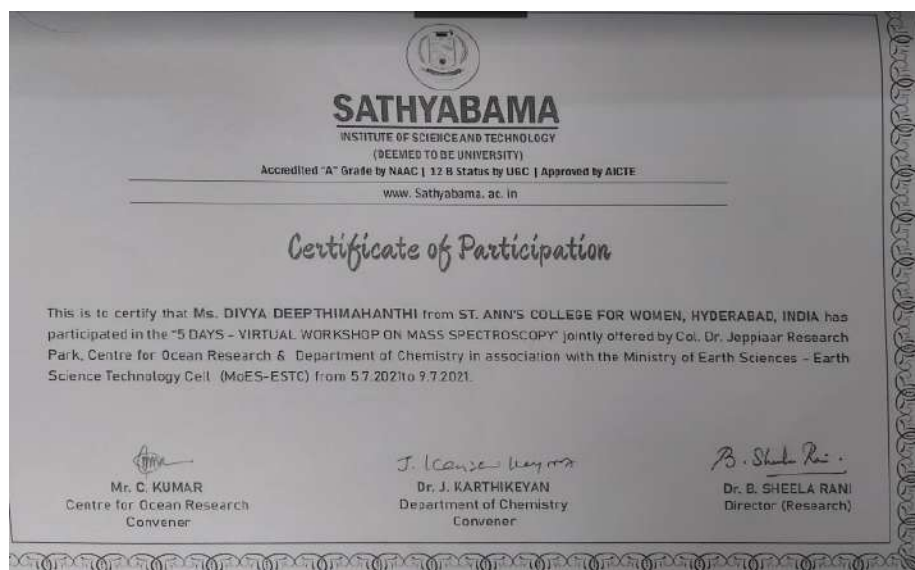 SATHYABAMA
INSTITUTE OF SCIENCE AND TECHNOLOGY
(DEEMED TO BE UNIVERSITY)
Accredited "A" Grade by NAAC | 12 B Status by UGC | Approved by AICTE
www. Sathyabama. ac. in
Certificate of Participation
This is to certify that Ms. DIVYA DEEPTHIMAHANTHI from ST. ANN'S COLLEGE FOR WOMEN, HYDERABAD, INDIA has
participated in the "5 DAYS – VIRTUAL WORKSHOP ON MASS SPECTROSCOPY" jointly offered by Col. Dr. Jeppiaar Research
Park, Centre for Ocean Research & Department of Chemistry in association with the Ministry of Earth Sciences – Earth
Science Technology Cell (MoES-ESTC) from 5.7.2021to 9.7.2021.
J.
B. Sheela Rani.
Mr. C. KUMAR
Dr. J. KARTHIKEYAN
Dr. B. SHEELA RANI
Centre for Ocean Research
Department of Chemistry
Director (Research)
Convener
Convener